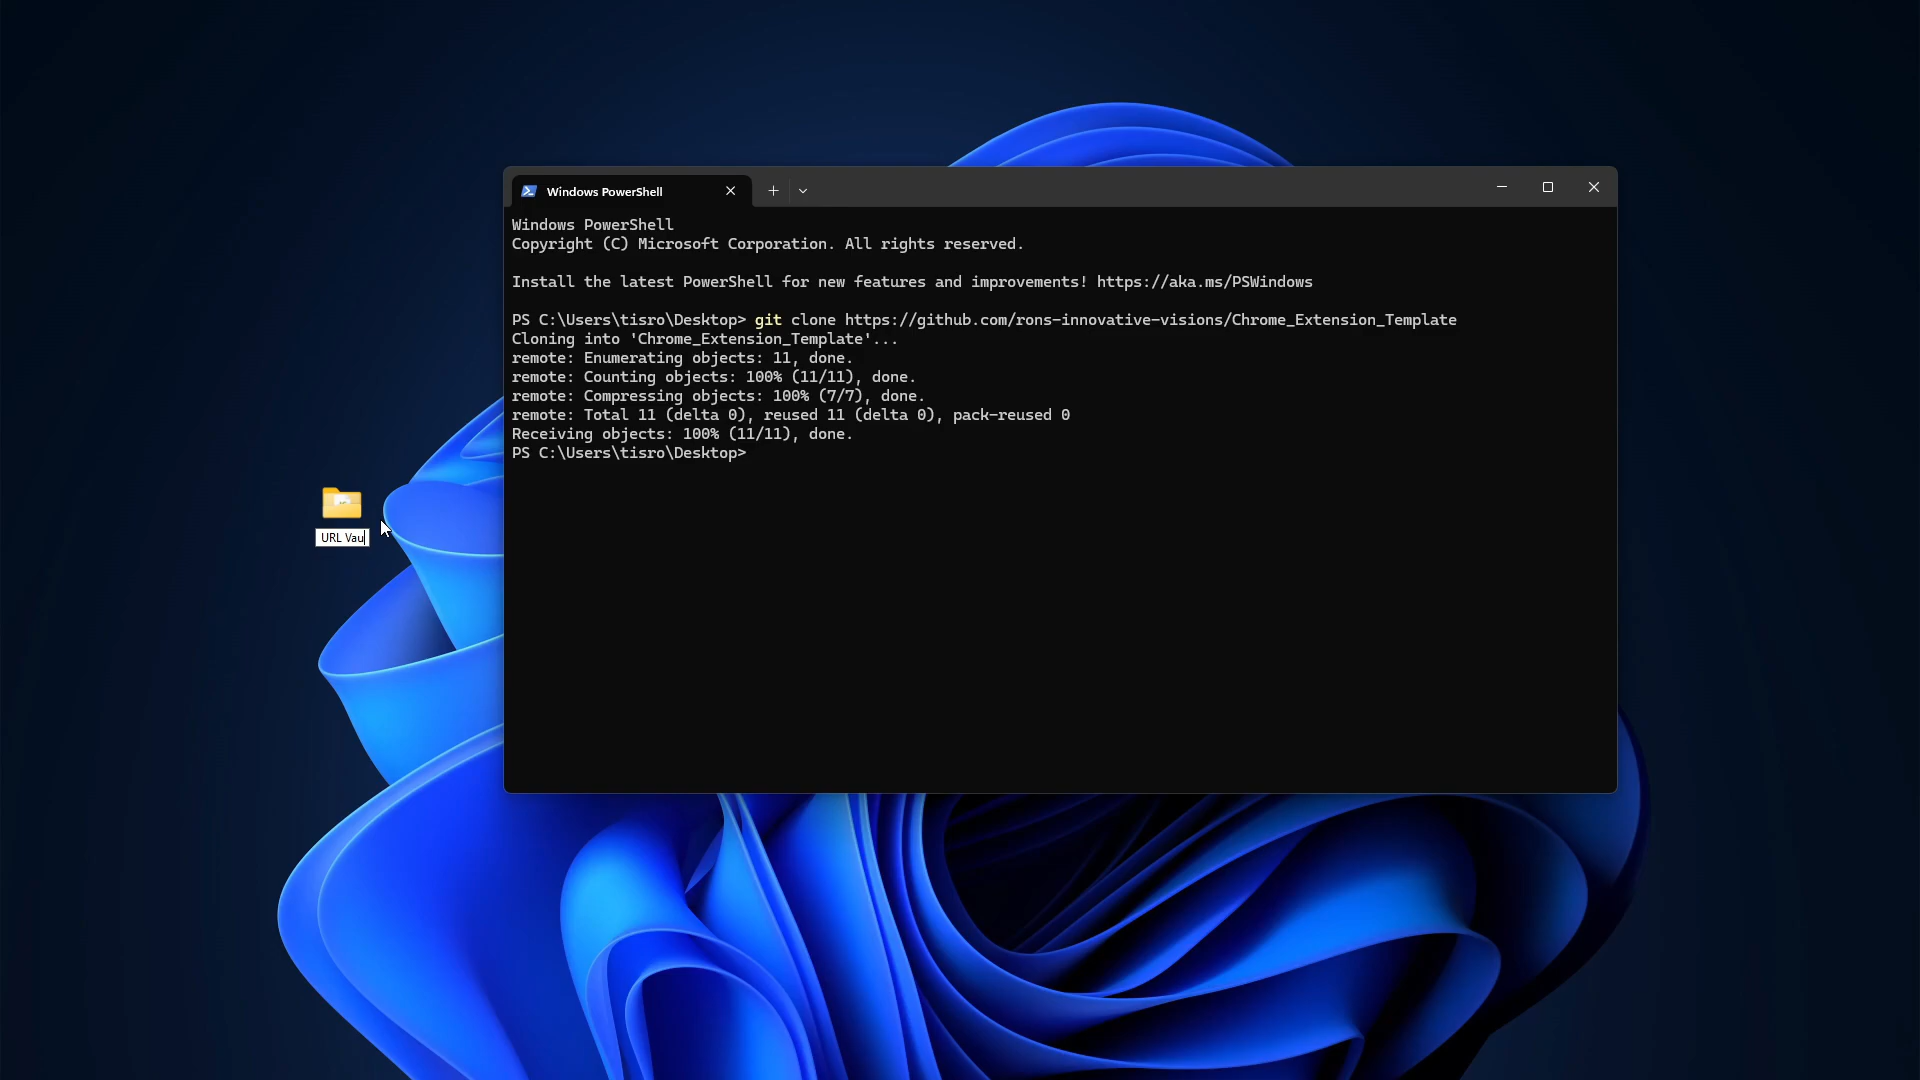 Windows PowerShell
Windows PowerShell
Copyright (C) Microsoft Corporation. All rights reserved.
Install the latest PowerShell for new features and improvements! https://aka.ms/PSWindows
PS C:\Users\tisro\Desktop> git clone https://github.com/rons-innovative-visions/Chrome_Extension_Template
Cloning into 'Chrome_Extension_Template'...
remote: Enumerating objects: 11, done.
remote: Counting objects: 100% (11/11), done.
remote: Compressing objects: 100% (7/7), done.
remote: Total 11 (delta 0), reused 11 (delta 0), pack-reused 0
Receiving objects: 100% (11/11), done.
PS C:\Users\tisro\Desktop>
URL Vau